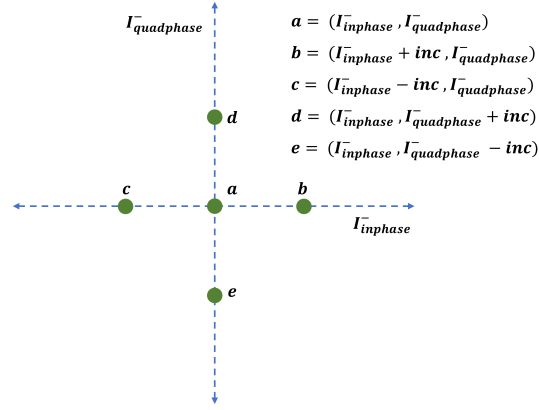 I⁻quadphase
a = (I⁻inphase , I⁻quadphase)
b = (I⁻inphase + inc , I⁻quadphase)
c = (I⁻inphase − inc , I⁻quadphase)
d = (I⁻inphase , I⁻quadphase + inc)
e = (I⁻inphase , I⁻quadphase − inc)
d
c a b
I⁻inphase
e